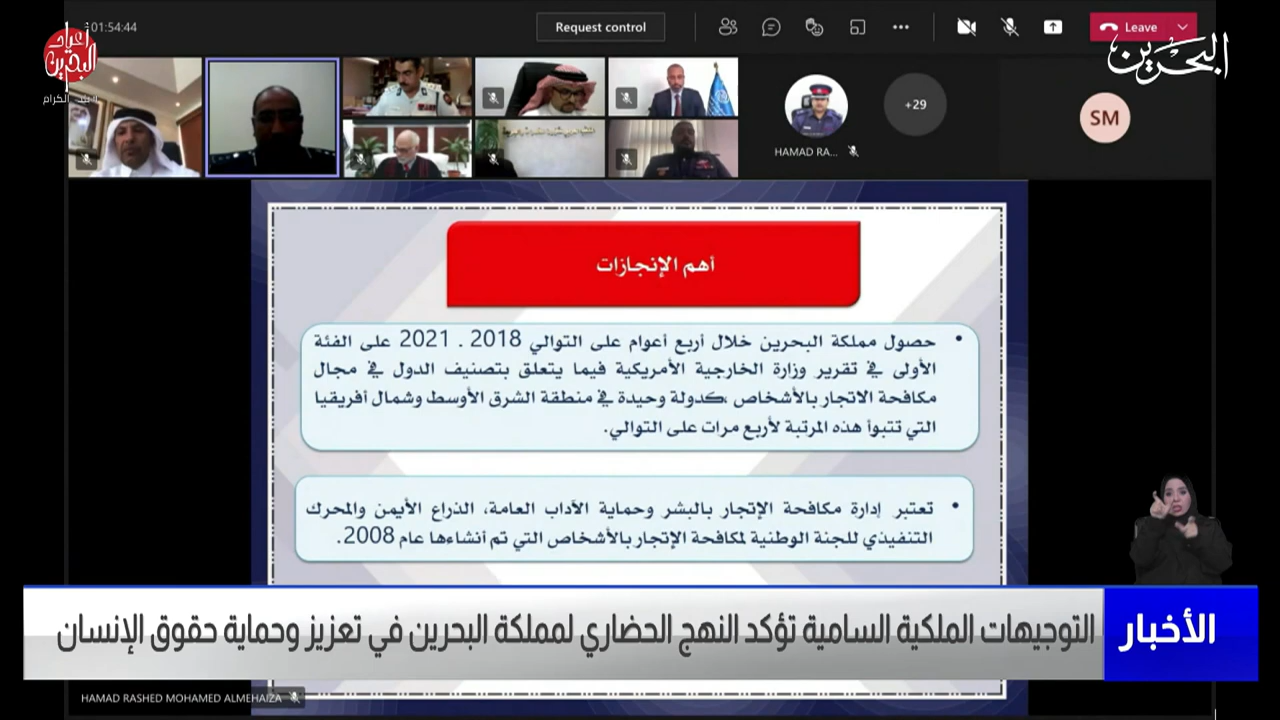 01:54:44
Request control
Leave
أعياد
البحرين
البحرين
+29
SM
HAMAD RA...
أهم الإنجازات
• حصول مملكة البحرين خلال أربع أعوام على التوالي 2018 . 2021 على الفئة
الأولى في تقرير وزارة الخارجية الأمريكية فيما يتعلق بتصنيف الدول في مجال
مكافحة الاتجار بالأشخاص ،كدولة وحيدة في منطقة الشرق الأوسط وشمال أفريقيا
التي تتبوأ هذه المرتبة لأربع مرات على التوالي.
• تعتبر إدارة مكافحة الإتجار بالبشر وحماية الآداب العامة، الذراع الأيمن والمحرك
التنفيذي للجنة الوطنية لمكافحة الإتجار بالأشخاص التي تم أنشاءها عام 2008.
الأخبار
التوجيهات الملكية السامية تؤكد النهج الحضاري لمملكة البحرين في تعزيز وحماية حقوق الإنسان
HAMAD RASHED MOHAMED ALMEHAIZA